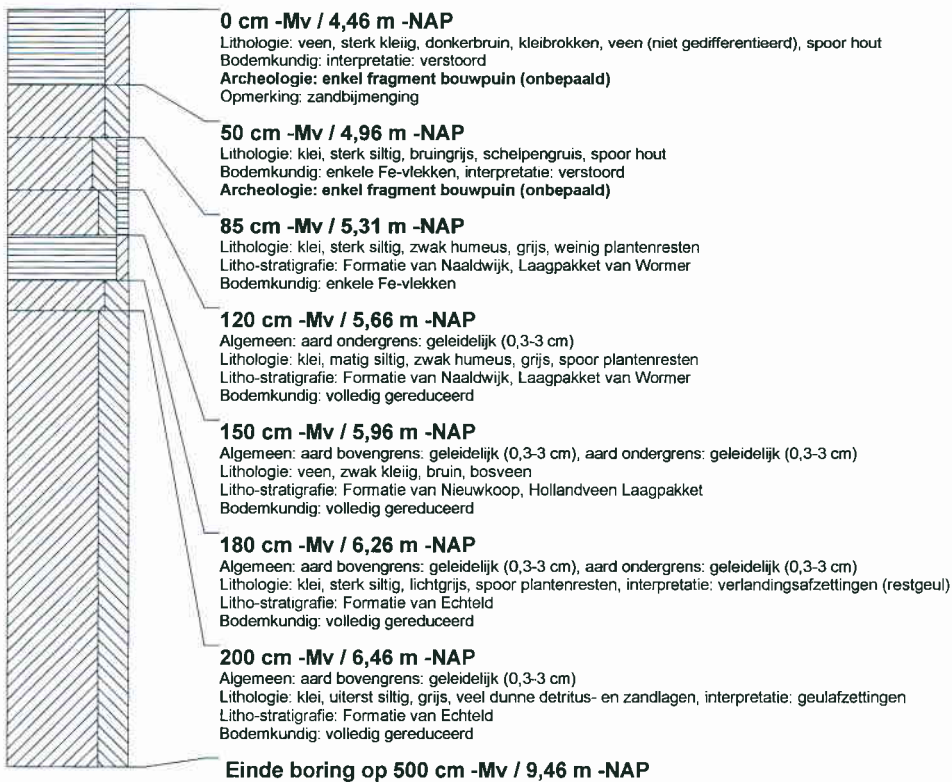 0 cm -Mv / 4,46 m -NAP
Lithologie: veen, sterk kleiig, donkerbruin, kleibrokken, veen (niet gedifferentieerd), spoor hout
Bodemkundig: interpretatie: verstoord
Archeologie: enkel fragment bouwpuin (onbepaald)
Opmerking: zandbijmenging
50 cm -Mv / 4,96 m -NAP
Lithologie: klei, sterk siltig, bruingrijs, schelpengruis, spoor hout
Bodemkundig: enkele Fe-vlekken, interpretatie: verstoord
Archeologie: enkel fragment bouwpuin (onbepaald)
85 cm -Mv / 5,31 m -NAP
Lithologie: klei, sterk siltig, zwak humeus, grijs, weinig plantenresten
Litho-stratigrafie: Formatie van Naaldwijk, Laagpakket van Wormer
Bodemkundig: enkele Fe-vlekken
120 cm -Mv / 5,66 m -NAP
Algemeen: aard ondergrens: geleidelijk (0,3-3 cm)
Lithologie: klei, matig siltig, zwak humeus, grijs, spoor plantenresten
Litho-stratigrafie: Formatie van Naaldwijk, Laagpakket van Wormer
Bodemkundig: volledig gereduceerd
150 cm -Mv / 5,96 m -NAP
Algemeen: aard bovengrens: geleidelijk (0,3-3 cm), aard ondergrens: geleidelijk (0,3-3 cm)
Lithologie: veen, zwak kleiig, bruin, bosveen
Litho-stratigrafie: Formatie van Nieuwkoop, Hollandveen Laagpakket
Bodemkundig: volledig gereduceerd
180 cm -Mv / 6,26 m -NAP
Algemeen: aard bovengrens: geleidelijk (0,3-3 cm), aard ondergrens: geleidelijk (0,3-3 cm)
Lithologie: klei, sterk siltig, lichtgrijs, spoor plantenresten, interpretatie: verlandingsafzettingen (restgeul)
Litho-stratigrafie: Formatie van Echteld
Bodemkundig: volledig gereduceerd
200 cm -Mv / 6,46 m -NAP
Algemeen: aard bovengrens: geleidelijk (0,3-3 cm)
Lithologie: klei, uiterst siltig, grijs, veel dunne detritus- en zandlagen, interpretatie: geulafzettingen
Litho-stratigrafie: Formatie van Echteld
Bodemkundig: volledig gereduceerd
Einde boring op 500 cm -Mv / 9,46 m -NAP